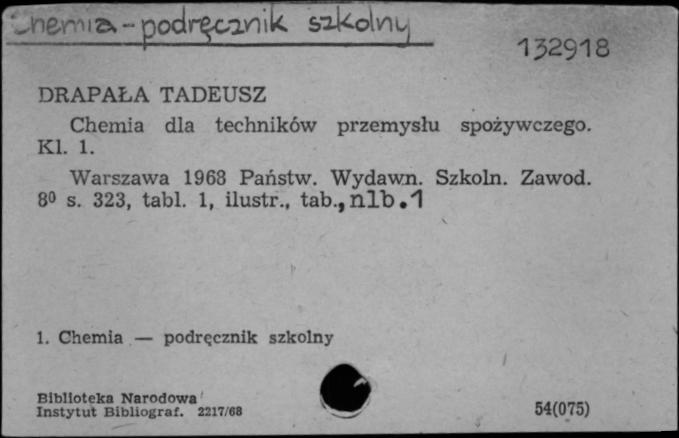 Chemia - podręcznik szkolny
132918
DRAPAŁA TADEUSZ
Chemia dla techników przemysłu spożywczego.
Kl. 1.
Warszawa 1968 Państw. Wydawn. Szkoln. Zawod.
8⁰ s. 323, tabl. 1, ilustr., tab., nlb. 1
1. Chemia — podręcznik szkolny
Biblioteka Narodowa
Instytut Bibliograf. 2217/68
54(075)